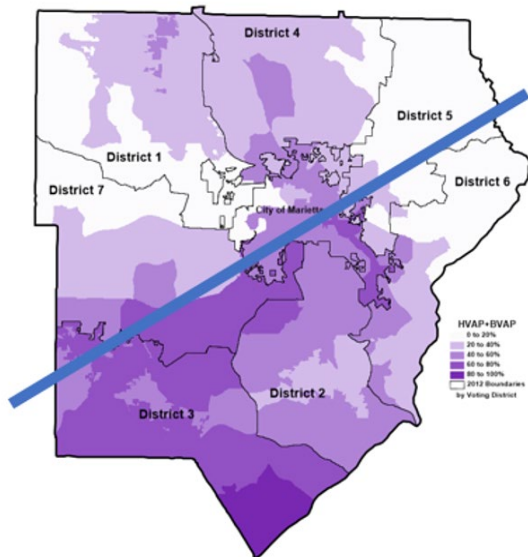 District 4
District 5
District 1
District 7
District 6
City of Marietta
HVAP+BVAP
0 to 20%
20 to 40%
40 to 60%
60 to 80%
80 to 100%
2012 Boundaries
by Voting District
District 2
District 3